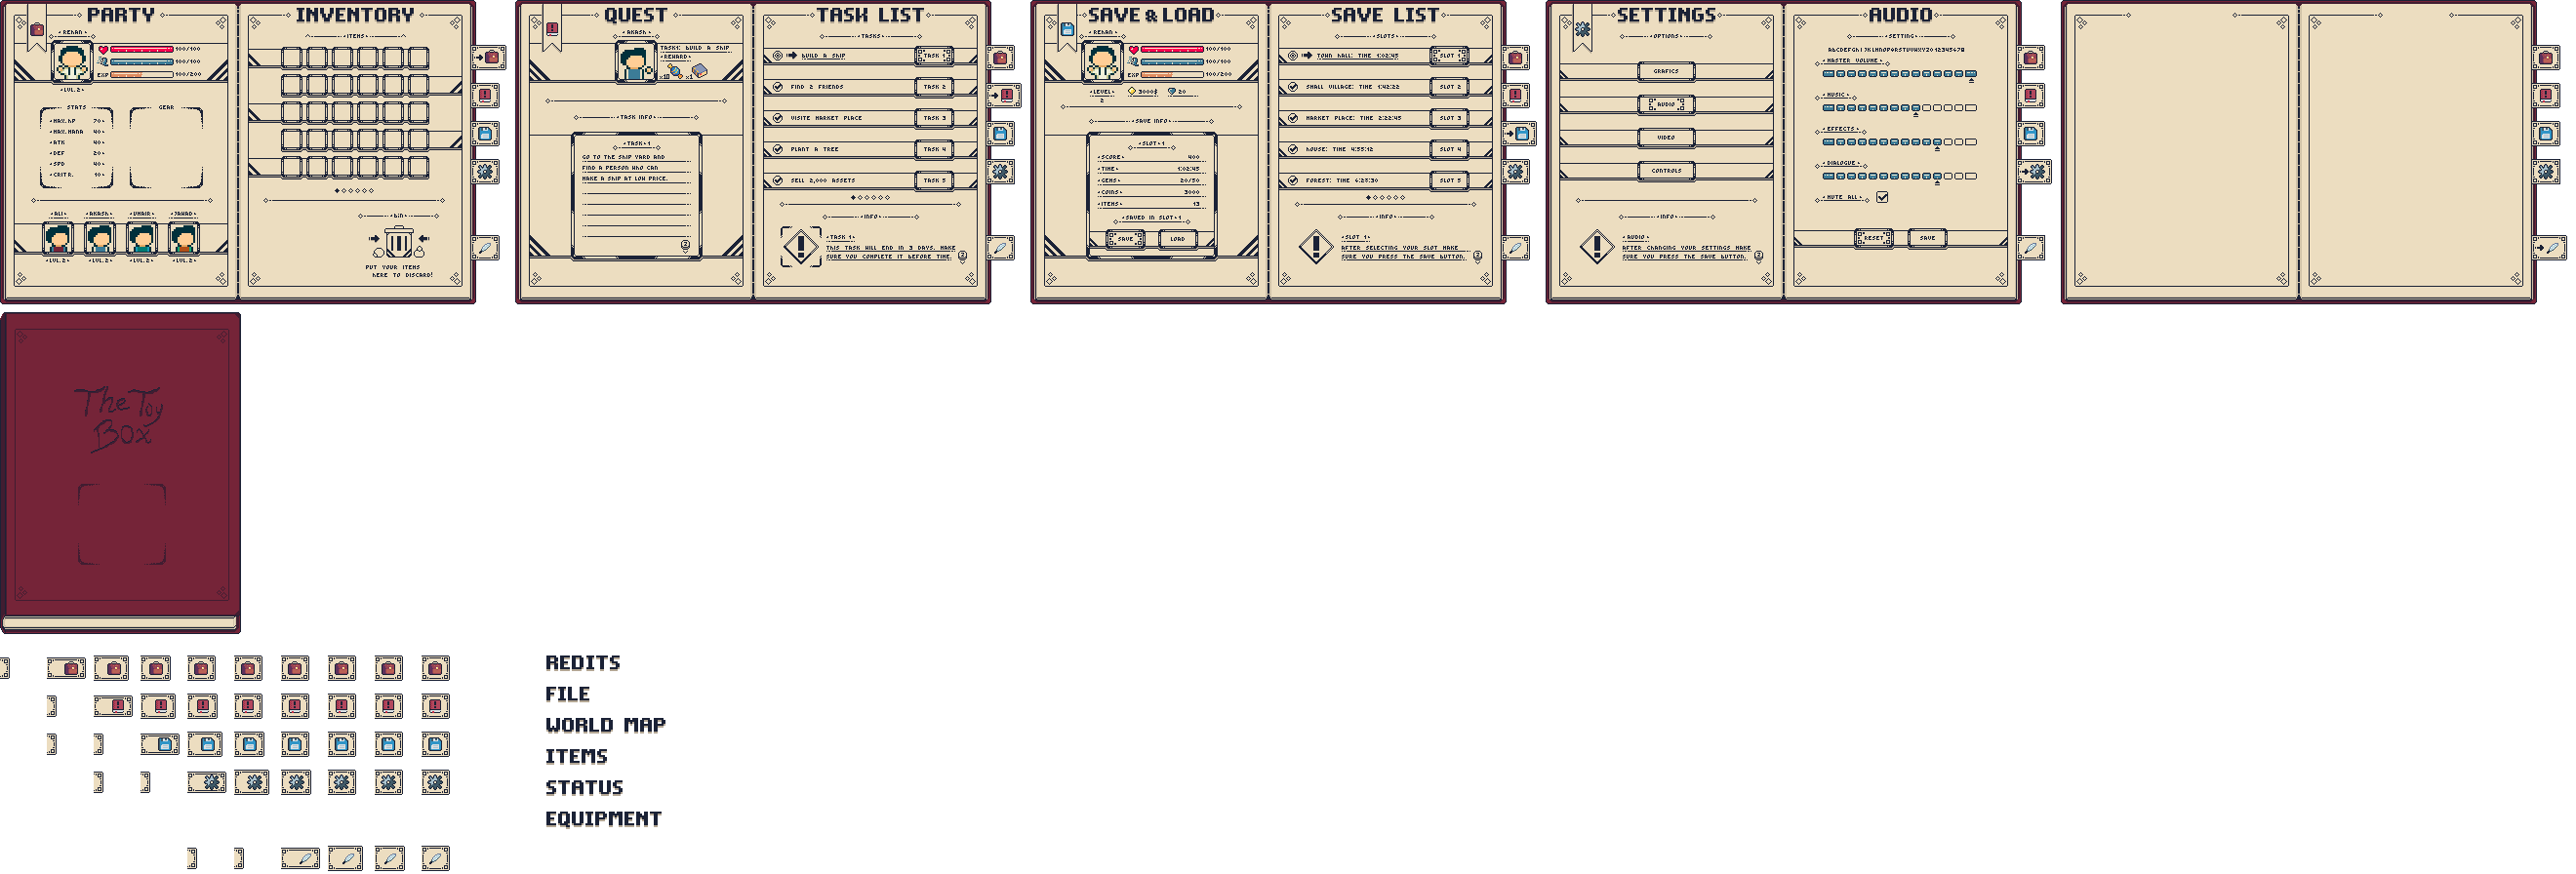 PARTY
INVENTORY
REHAN
ITEMS
100/100
100/100
EXP
100/200
LVL.2
STATS
GEAR
MAX.HP 70
MAX.MANA 40
ATK 40
DEF 20
SPD 40
CRIT R. 10
ALI
AKASH
UMAIR
JAWAD
LVL.2
LVL.2
LVL.2
LVL.2
BIN
PUT YOUR ITEMS
HERE TO DISCARD!
QUEST
TASK LIST
AKASH
TASK1: BUILD A SHIP
REWARD
x10
x1
TASK INFO
TASK 1
GO TO THE SHIP YARD AND
FIND A PERSON WHO CAN
MAKE A SHIP AT LOW PRICE.
TASKS
BUILD A SHIP
TASK 1
FIND 2 FRIENDS
TASK 2
VISITE MARKET PLACE
TASK 3
PLANT A TREE
TASK 4
SELL 2,000 ASSETS
TASK 5
INFO
TASK 1
THIS TASK WILL END IN 3 DAYS, MAKE
SURE YOU COMPLETE IT BEFORE TIME.
SAVE & LOAD
SAVE LIST
REHAN
100/100
100/100
EXP
100/200
LEVEL
2
3000$
20
SAVE INFO
SLOT 1
SCORE 400
TIME 1:02:45
GEMS 20/50
COINS 3000
ITEMS 13
SAVED IN SLOT 1
SAVE
LOAD
SLOTS
TOWN HALL: TIME 1:02:45
SLOT 1
SMALL VILLAGE: TIME 1:42:22
SLOT 2
MARKET PLACE: TIME 2:22:45
SLOT 3
HOUSE: TIME 4:55:12
SLOT 4
FOREST: TIME 6:20:30
SLOT 5
INFO
SLOT 1
AFTER SELECTING YOUR SLOT MAKE
SURE YOU PRESS THE SAVE BUTTON.
SETTINGS
AUDIO
OPTIONS
GRAFICS
AUDIO
VIDEO
CONTROLS
INFO
AUDIO
AFTER CHANGING YOUR SETTINGS MAKE
SURE YOU PRESS THE SAVE BUTTON.
SETTING
MASTER VOLUME
MUSIC
EFFECTS
DIALOGUE
MUTE ALL
RESET
SAVE
The Toy
Box
REDITS
FILE
WORLD MAP
ITEMS
STATUS
EQUIPMENT